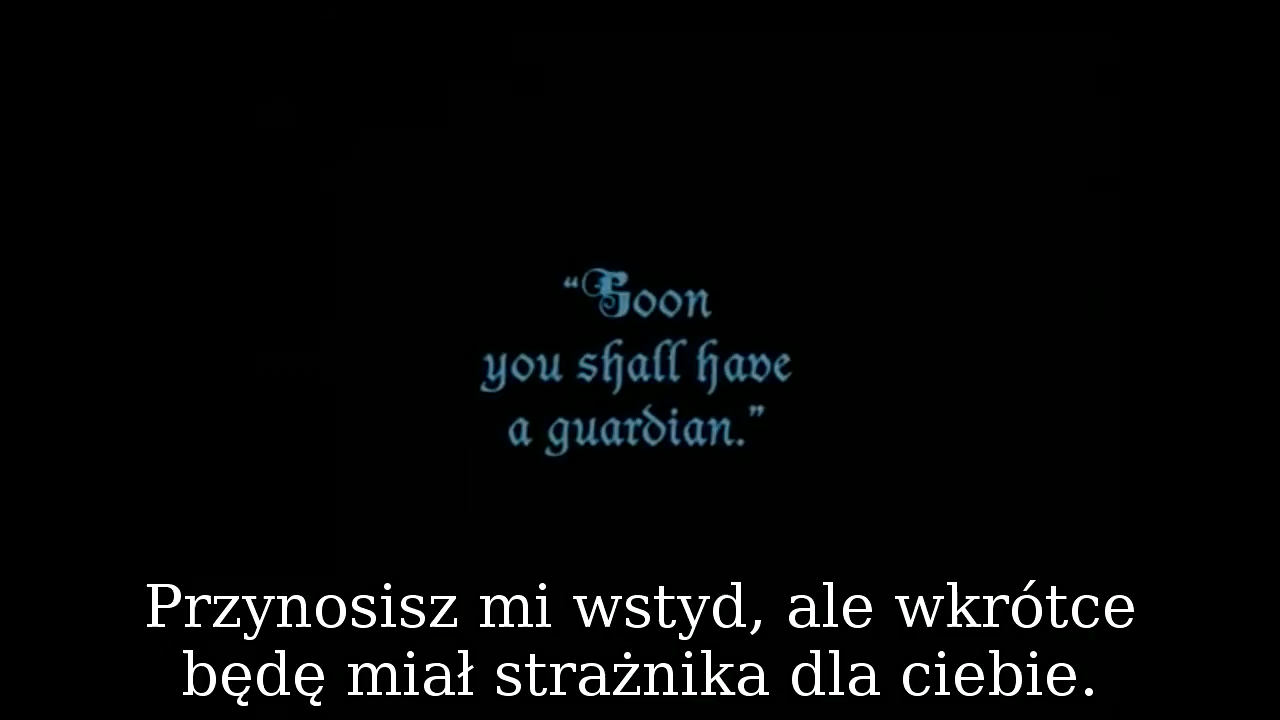 “Soon
you shall have
a guardian.”
Przynosisz mi wstyd, ale wkrótce
będę miał strażnika dla ciebie.